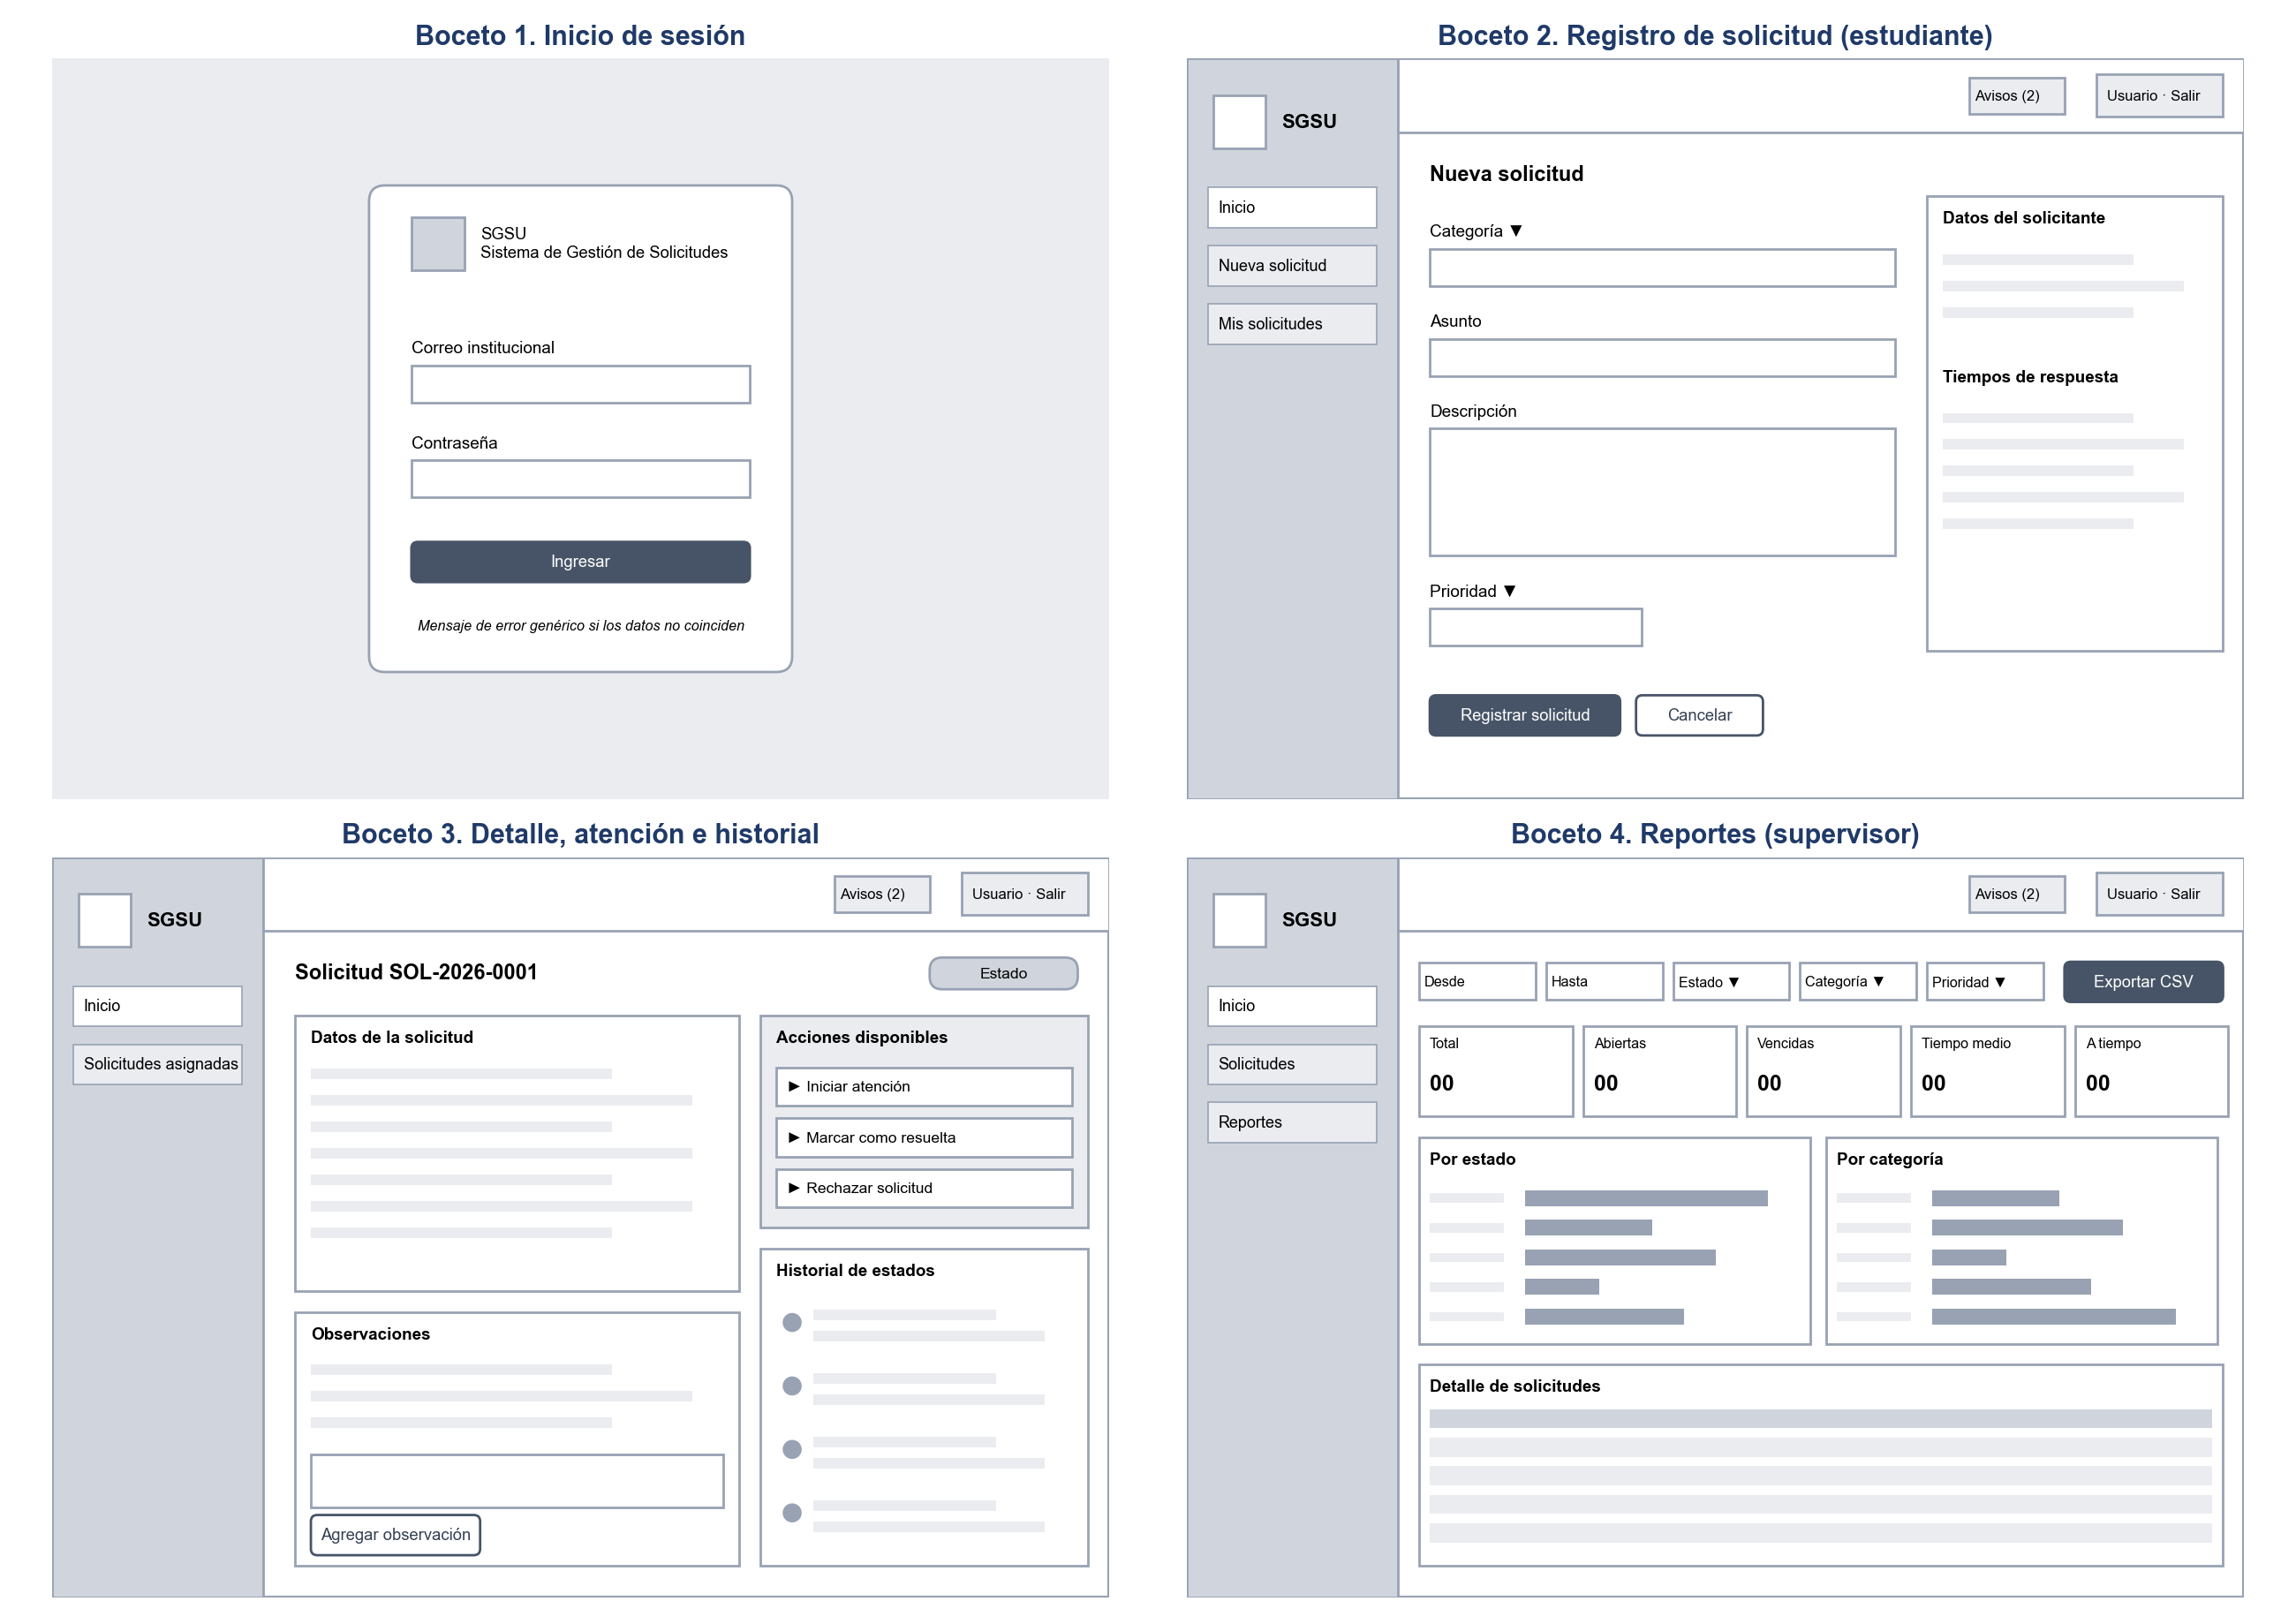 Boceto 1. Inicio de sesión
SGSU
Sistema de Gestión de Solicitudes
Correo institucional
Contraseña
Ingresar
Mensaje de error genérico si los datos no coinciden
Boceto 2. Registro de solicitud (estudiante)
SGSU
Avisos (2)
Usuario · Salir
Inicio
Nueva solicitud
Mis solicitudes
Nueva solicitud
Categoría ▼
Asunto
Descripción
Prioridad ▼
Registrar solicitud
Cancelar
Datos del solicitante
Tiempos de respuesta
Boceto 3. Detalle, atención e historial
SGSU
Avisos (2)
Usuario · Salir
Inicio
Solicitudes asignadas
Solicitud SOL-2026-0001
Estado
Datos de la solicitud
Observaciones
Agregar observación
Acciones disponibles
► Iniciar atención
► Marcar como resuelta
► Rechazar solicitud
Historial de estados
Boceto 4. Reportes (supervisor)
SGSU
Avisos (2)
Usuario · Salir
Inicio
Solicitudes
Reportes
Desde
Hasta
Estado ▼
Categoría ▼
Prioridad ▼
Exportar CSV
Total
00
Abiertas
00
Vencidas
00
Tiempo medio
00
A tiempo
00
Por estado
Por categoría
Detalle de solicitudes